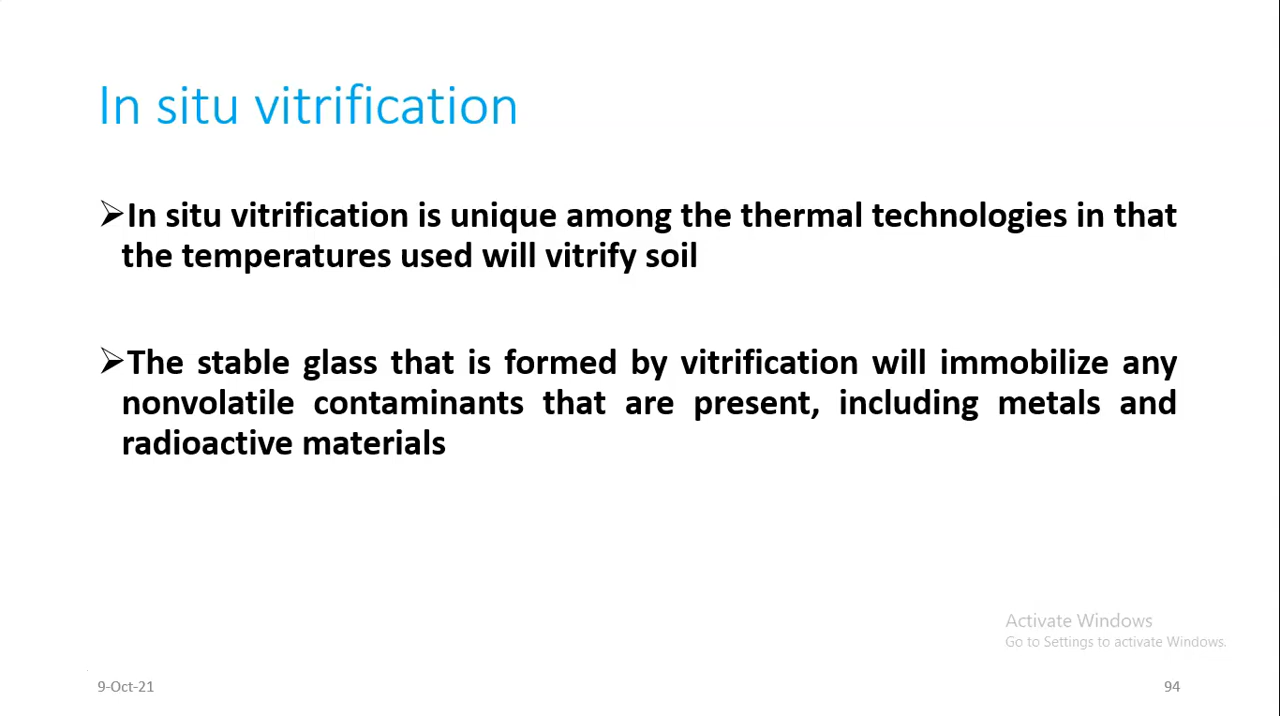 In situ vitrification
➢In situ vitrification is unique among the thermal technologies in that
the temperatures used will vitrify soil
➢The stable glass that is formed by vitrification will immobilize any
nonvolatile contaminants that are present, including metals and
radioactive materials
Activate Windows
Go to Settings to activate Windows.
9-Oct-21
94